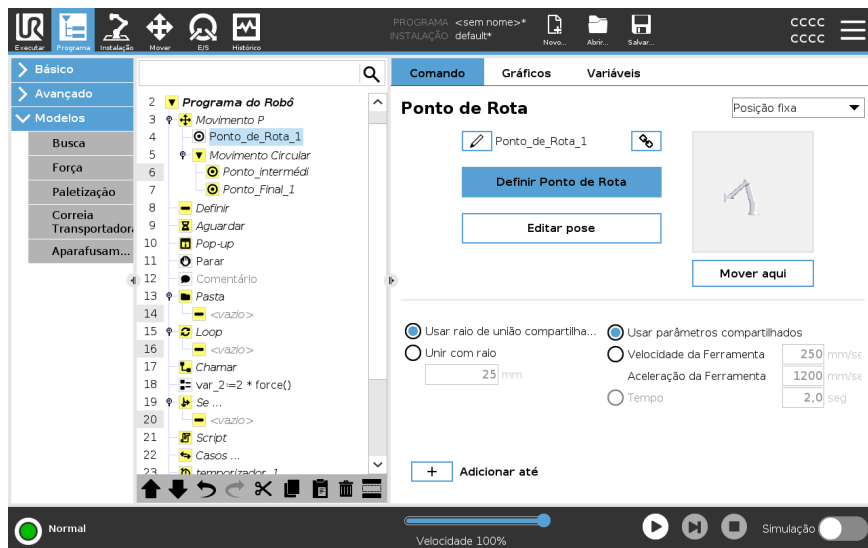 PROGRAMA <sem nome>*
INSTALAÇÃO default*
Executar Programa Instalação Mover E/S Histórico
Novo... Abrir... Salvar...
CCCC
CCCC
Básico
Avançado
Modelos
Busca
Força
Paletização
Correia
Transportador
Aparafusam...
2 Programa do Robô
3 Movimento P
4 Ponto_de_Rota_1
5 Movimento Circular
6 Ponto_intermédi
7 Ponto_Final_1
8 Definir
9 Aguardar
10 Pop-up
11 Parar
12 Comentário
13 Pasta
14 <vazio>
15 Loop
16 <vazio>
17 Chamar
18 var_2:=2 * force()
19 Se ...
20 <vazio>
21 Script
22 Casos ...
23 temporizador_1
Comando Gráficos Variáveis
Ponto de Rota
Posição fixa
Ponto_de_Rota_1
Definir Ponto de Rota
Editar pose
Mover aqui
Usar raio de união compartilha...
Unir com raio
25 mm
Usar parâmetros compartilhados
Velocidade da Ferramenta 250 mm/se
Aceleração da Ferramenta 1200 mm/se
Tempo 2,0 seg
+ Adicionar até
Normal
Velocidade 100%
Simulação